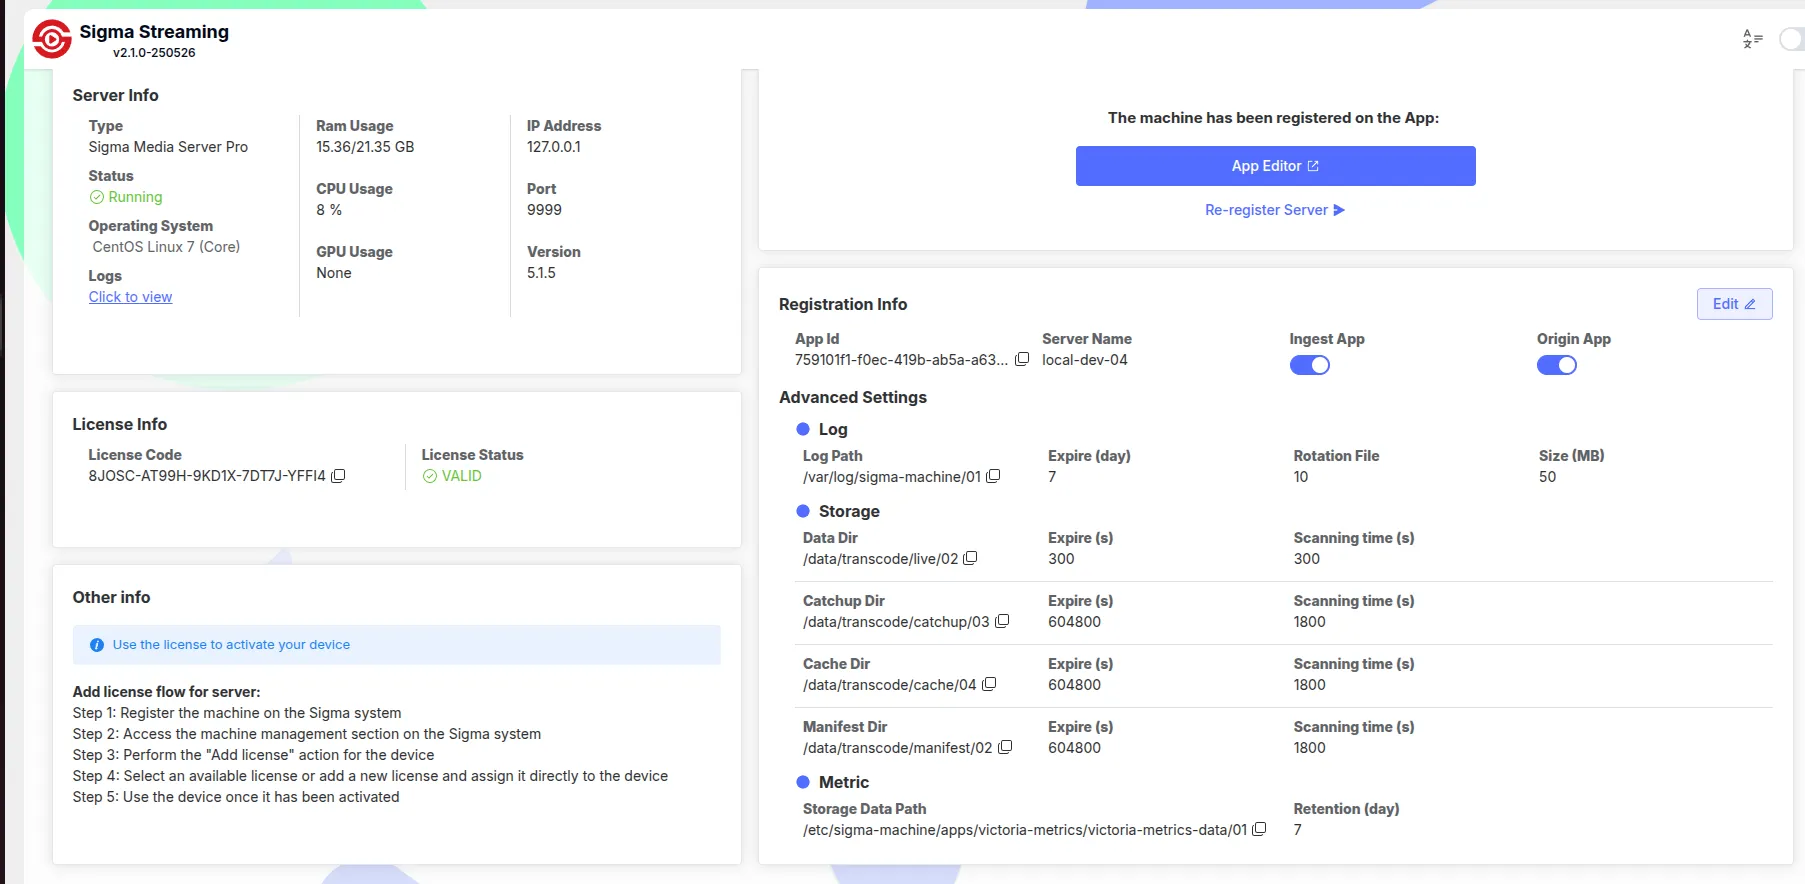 Sigma Streaming
v2.1.0-250526
Server Info
Type
Sigma Media Server Pro
Status
Running
Operating System
CentOS Linux 7 (Core)
Logs
Click to view
Ram Usage
15.36/21.35 GB
CPU Usage
8 %
GPU Usage
None
IP Address
127.0.0.1
Port
9999
Version
5.1.5
License Info
License Code
8JOSC-AT99H-9KD1X-7DT7J-YFFI4
License Status
VALID
Other info
Use the license to activate your device
Add license flow for server:
Step 1: Register the machine on the Sigma system
Step 2: Access the machine management section on the Sigma system
Step 3: Perform the "Add license" action for the device
Step 4: Select an available license or add a new license and assign it directly to the device
Step 5: Use the device once it has been activated
The machine has been registered on the App:
App Editor
Re-register Server
Registration Info
Edit
App Id
759101f1-f0ec-419b-ab5a-a63...
Server Name
local-dev-04
Ingest App
Origin App
Advanced Settings
Log
Log Path
/var/log/sigma-machine/01
Expire (day)
7
Rotation File
10
Size (MB)
50
Storage
Data Dir
/data/transcode/live/02
Expire (s)
300
Scanning time (s)
300
Catchup Dir
/data/transcode/catchup/03
Expire (s)
604800
Scanning time (s)
1800
Cache Dir
/data/transcode/cache/04
Expire (s)
604800
Scanning time (s)
1800
Manifest Dir
/data/transcode/manifest/02
Expire (s)
604800
Scanning time (s)
1800
Metric
Storage Data Path
/etc/sigma-machine/apps/victoria-metrics/victoria-metrics-data/01
Retention (day)
7